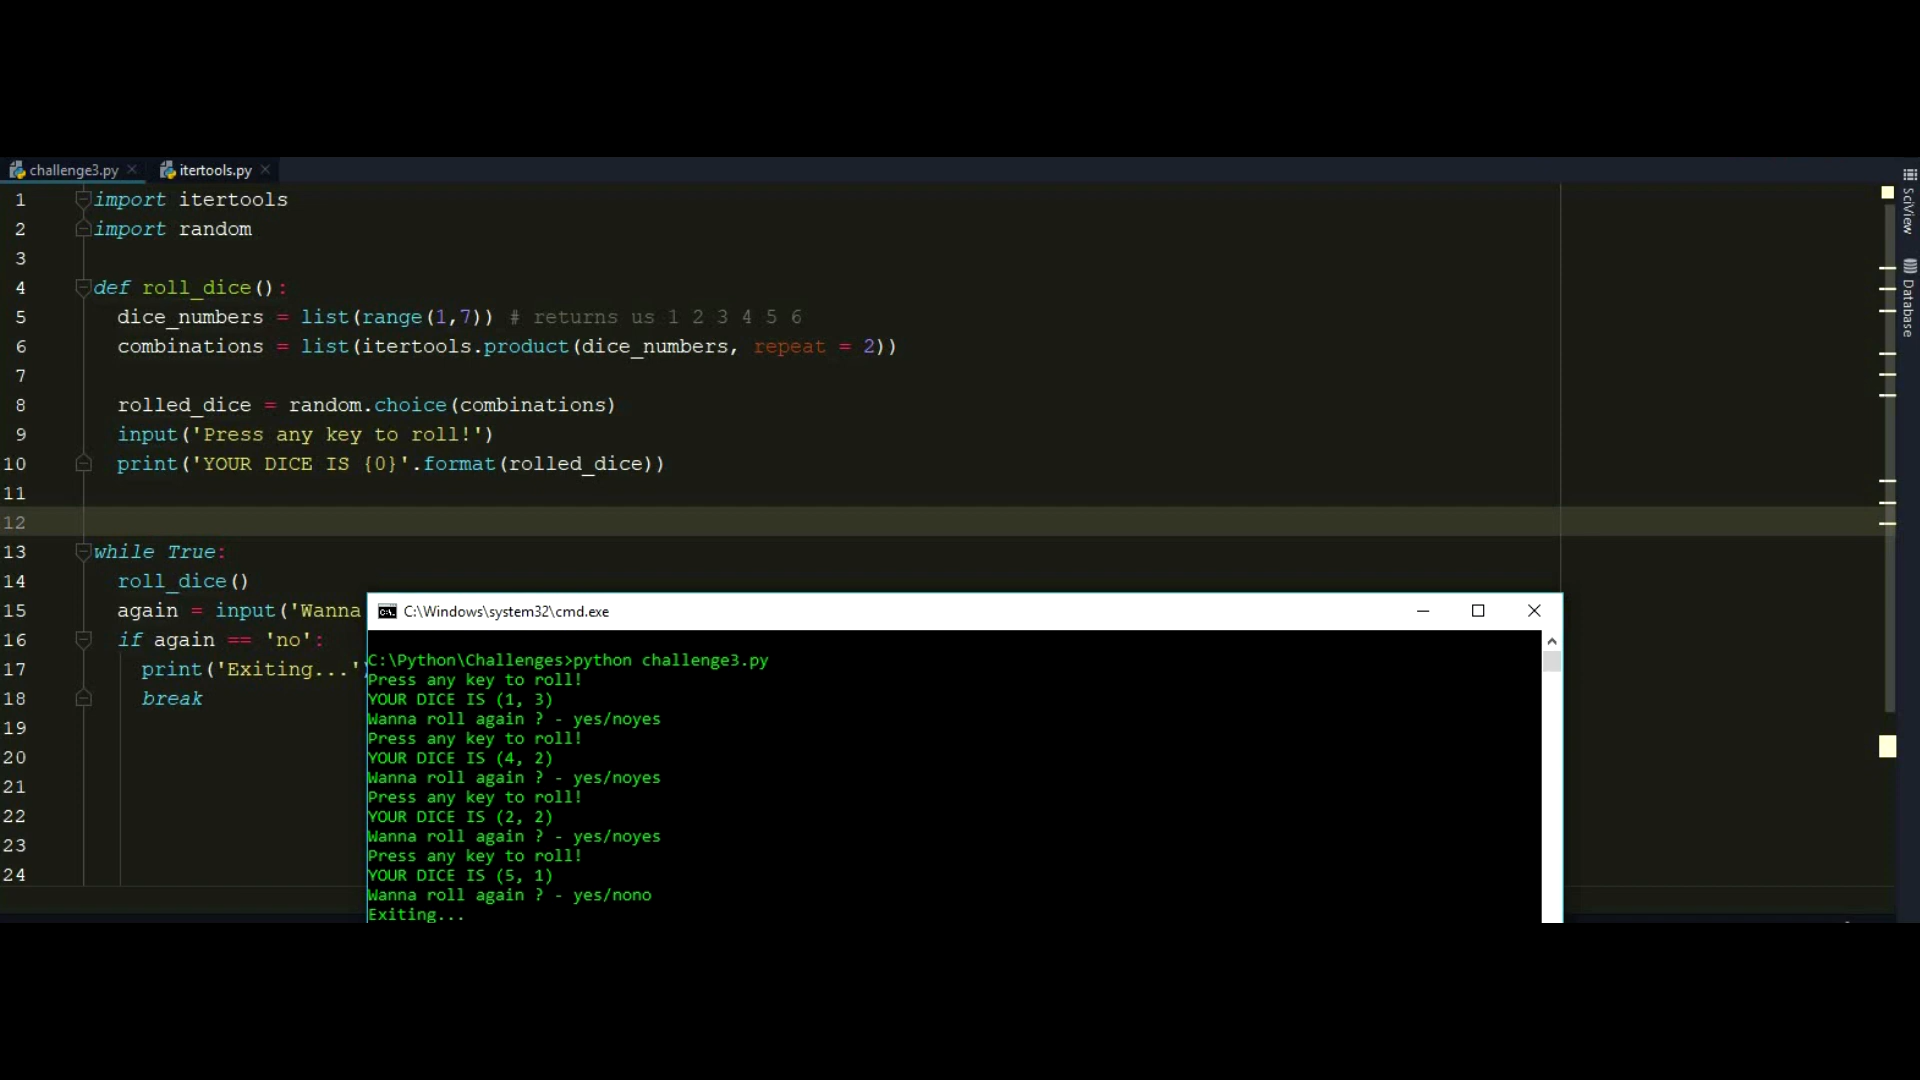 challenge3.py
itertools.py
1 import itertools
2 import random
3
4 def roll_dice():
5 dice_numbers = list(range(1,7)) # returns us 1 2 3 4 5 6
6 combinations = list(itertools.product(dice_numbers, repeat = 2))
7
8 rolled_dice = random.choice(combinations)
9 input('Press any key to roll!')
10 print('YOUR DICE IS {0}'.format(rolled_dice))
11
12
13 while True:
14 roll_dice()
15 again = input('Wanna
16 if again == 'no':
17 print('Exiting...'
18 break
19
20
21
22
23
24
C:\Windows\system32\cmd.exe
C:\Python\Challenges>python challenge3.py
Press any key to roll!
YOUR DICE IS (1, 3)
Wanna roll again ? - yes/noyes
Press any key to roll!
YOUR DICE IS (4, 2)
Wanna roll again ? - yes/noyes
Press any key to roll!
YOUR DICE IS (2, 2)
Wanna roll again ? - yes/noyes
Press any key to roll!
YOUR DICE IS (5, 1)
Wanna roll again ? - yes/nono
Exiting...
SciView
Database